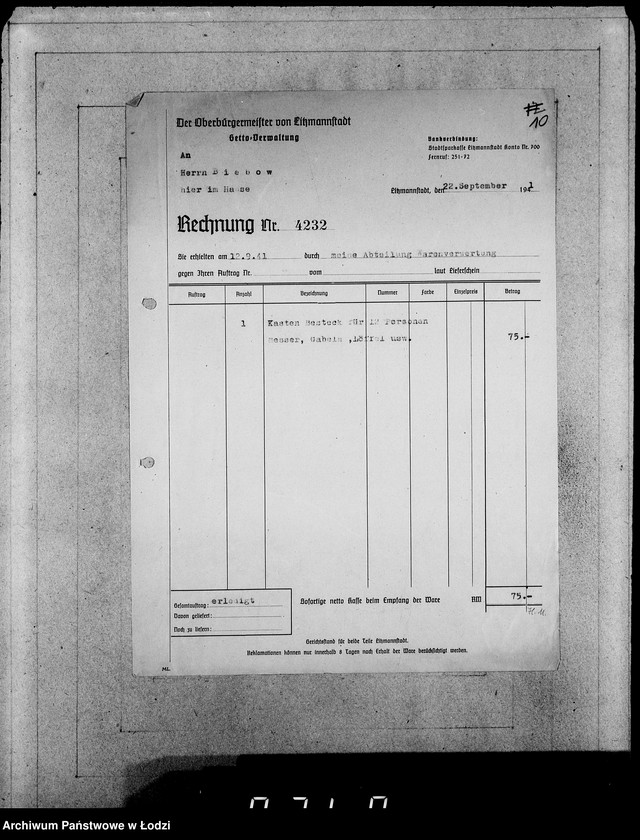 10
Der Oberbürgermeister von Litzmannstadt
Getto-Verwaltung
Bankverbindung:
Stadtsparkasse Litzmannstadt Konto Nr. 700
Fernruf: 251-72
An
Herrn B i e b o w
hier im Hause
Litzmannstadt, den 22.September 1941
Rechnung Nr. 4232
Sie erhielten am 12.9.41 durch meine Abteilung Warenverwertung
gegen Ihren Auftrag Nr. vom laut Lieferschein
Auftrag Anzahl Bezeichnung Nummer Farbe Einzelpreis Betrag
1 Kasten Besteck für 12 Personen
Messer, Gabeln ,Löffel usw. 75.-
Gesamtauftrag: erledigt
Davon geliefert:
Noch zu liefern:
Sofortige netto Kasse beim Empfang der Ware RM 75.-
Gerichtsstand für beide Teile Litzmannstadt.
Reklamationen können nur innerhalb 8 Tagen nach Erhalt der Ware berücksichtigt werden.
ML.
Archiwum Państwowe w Łodzi